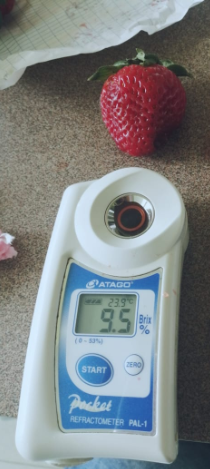 ATAGO
23.9℃
9.5
Brix
%
( 0 – 53%)
START
ZERO
Pocket
REFRACTOMETER PAL-1